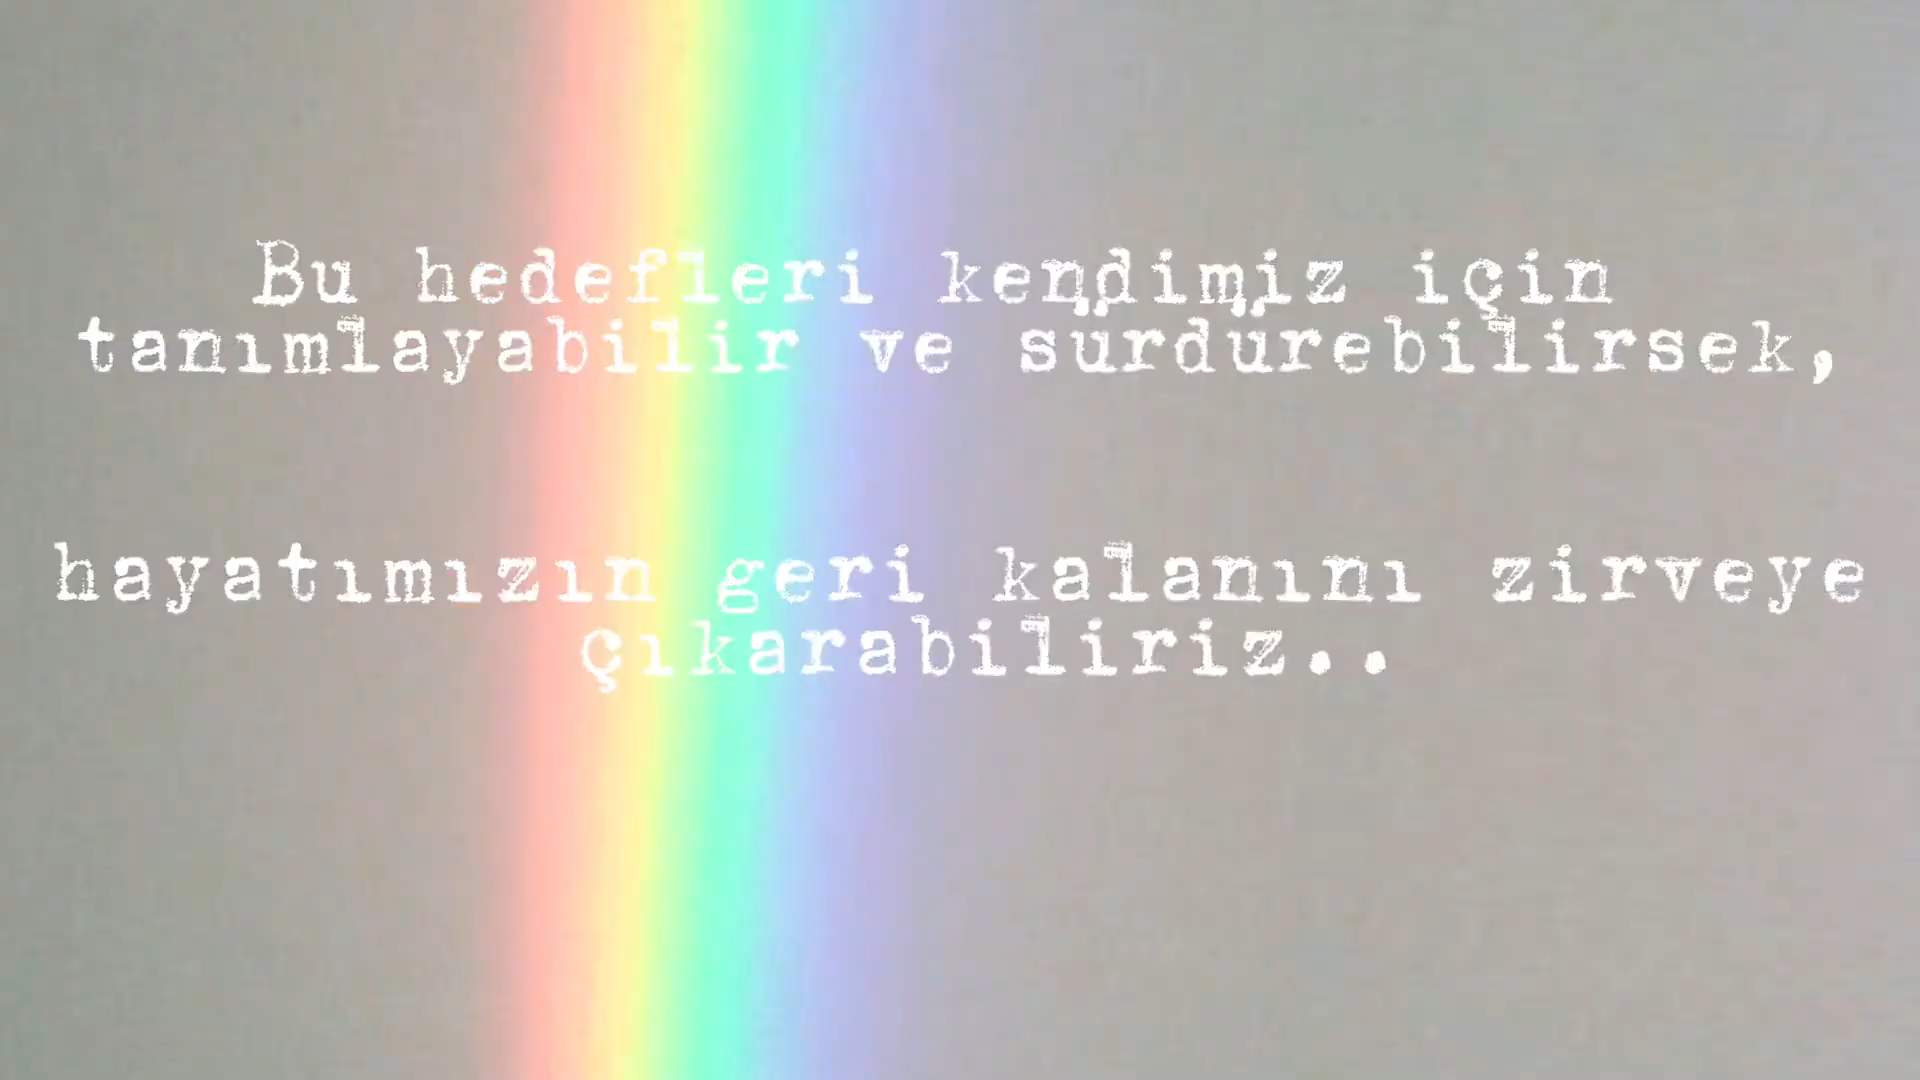 Bu hedefleri kendimiz için
tanımlayabilir ve sürdürebilirsek,
hayatımızın geri kalanını zirveye
çıkarabiliriz..